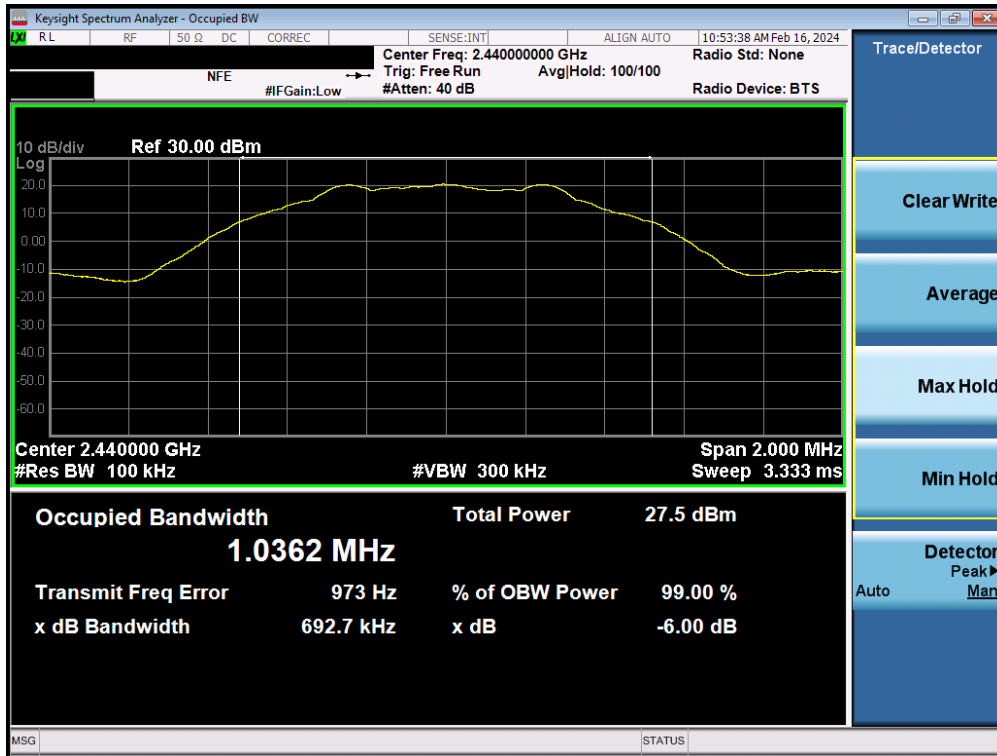 Keysight Spectrum Analyzer - Occupied BW
LXI RL RF 50 Ω DC CORREC SENSE:INT ALIGN AUTO 10:53:38 AM Feb 16, 2024
Center Freq: 2.440000000 GHz Radio Std: None
NFE Trig: Free Run Avg|Hold: 100/100
#IFGain:Low #Atten: 40 dB Radio Device: BTS
Trace/Detector
10 dB/div Ref 30.00 dBm
Log
20.0
10.0
0.00
-10.0
-20.0
-30.0
-40.0
-50.0
-60.0
Center 2.440000 GHz Span 2.000 MHz
#Res BW 100 kHz #VBW 300 kHz Sweep 3.333 ms
Occupied Bandwidth Total Power 27.5 dBm
1.0362 MHz
Transmit Freq Error 973 Hz % of OBW Power 99.00 %
x dB Bandwidth 692.7 kHz x dB -6.00 dB
Clear Write
Average
Max Hold
Min Hold
Detector
Peak▶
Auto Man
MSG STATUS